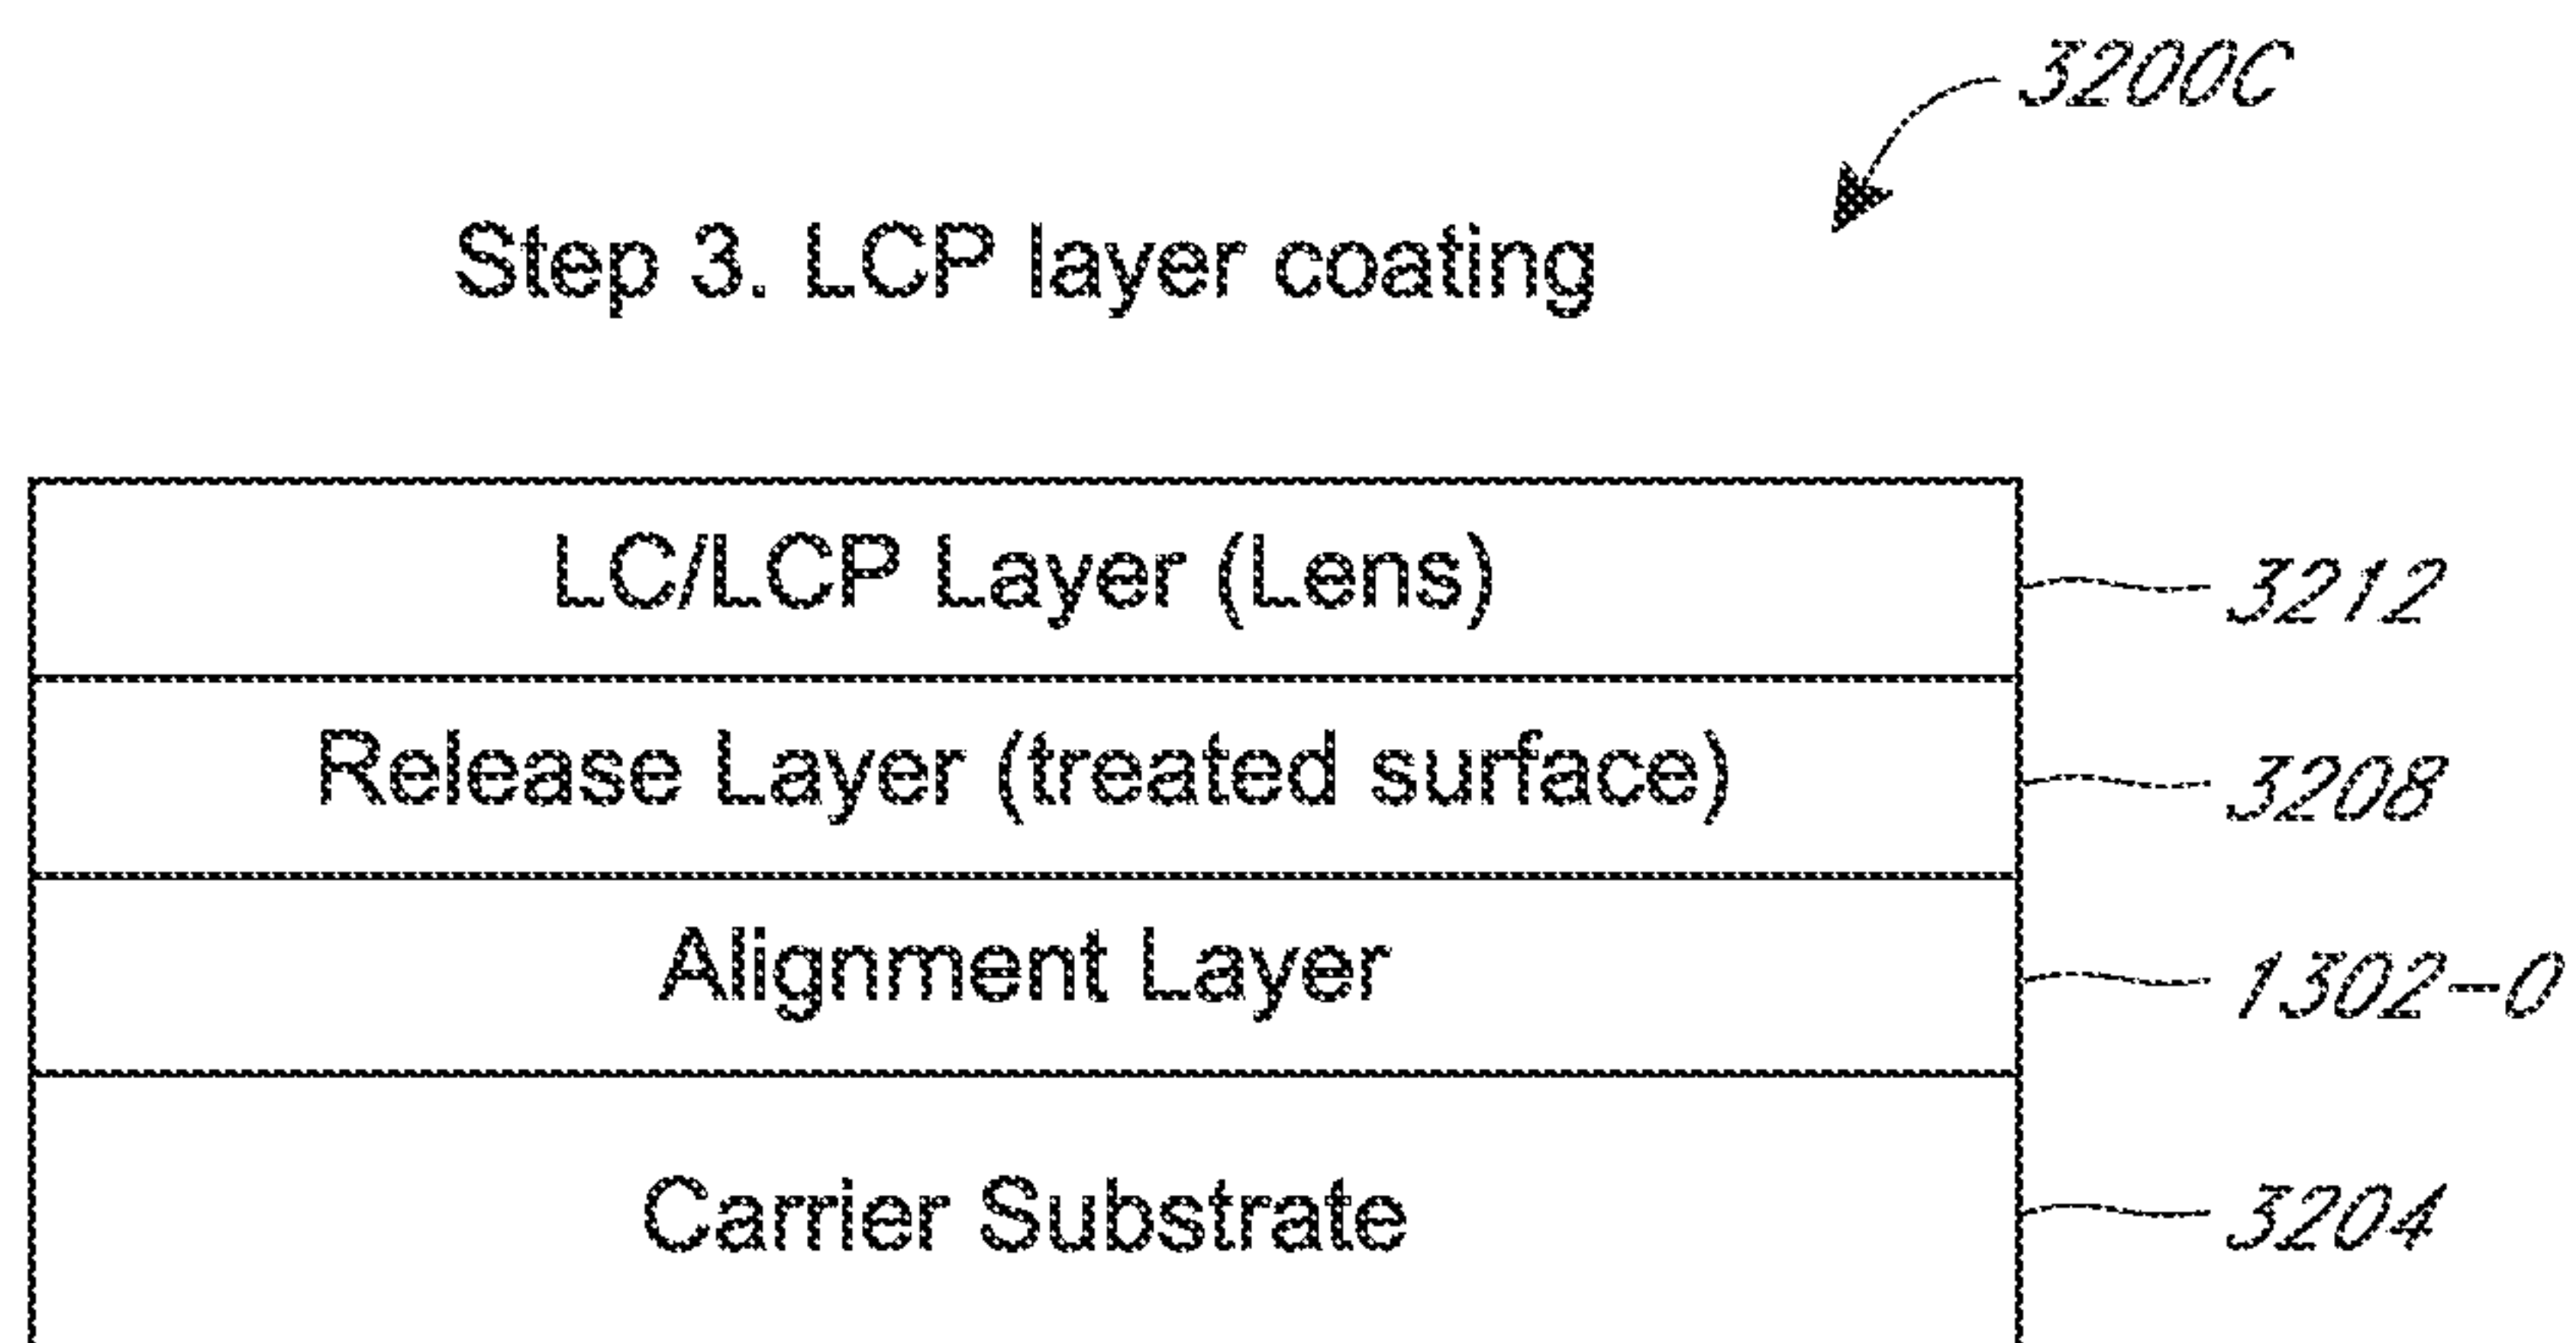 3200C
Step 3. LCP layer coating
LC/LCP Layer (Lens)
3212
Release Layer (treated surface)
3208
Alignment Layer
1302-0
Carrier Substrate
3204